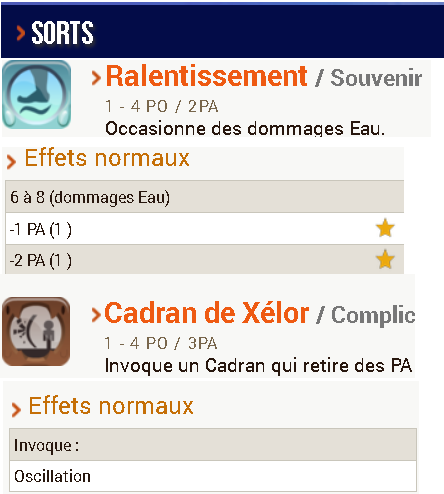 SORTS
Ralentissement / Souvenir
1 - 4 PO / 2PA
Occasionne des dommages Eau.
Effets normaux
6 à 8 (dommages Eau)
-1 PA (1 )
-2 PA (1 )
Cadran de Xélor / Complic
1 - 4 PO / 3PA
Invoque un Cadran qui retire des PA
Effets normaux
Invoque :
Oscillation